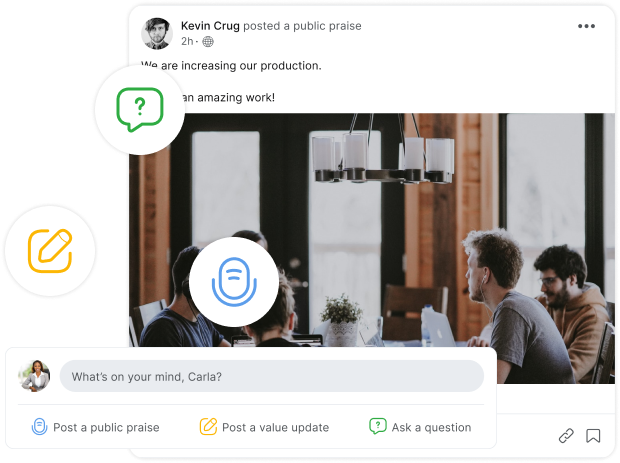 Kevin Crug posted a public praise
2h ·
We are increasing our production.
an amazing work!
What's on your mind, Carla?
Post a public praise
Post a value update
Ask a question